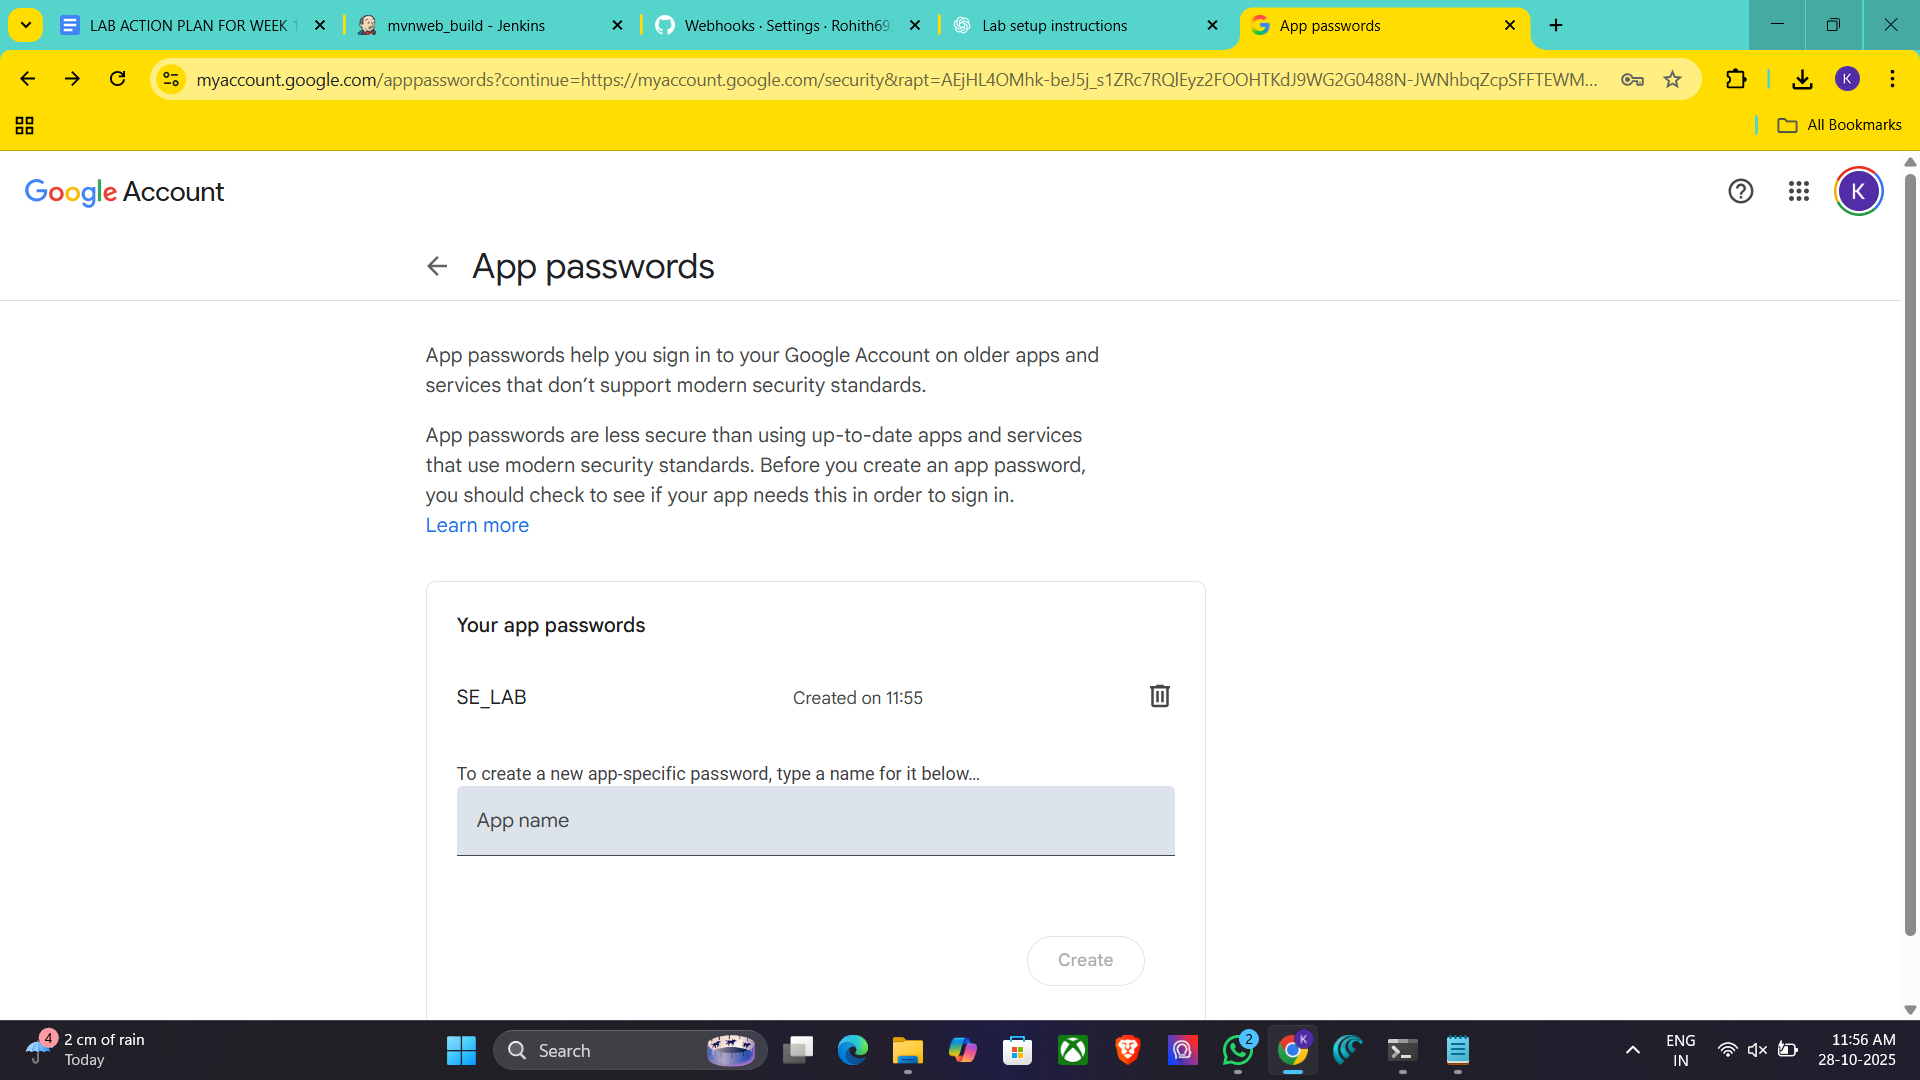 LAB ACTION PLAN FOR WEEK 1
mvnweb_build - Jenkins
Webhooks · Settings · Rohith69
Lab setup instructions
App passwords
myaccount.google.com/apppasswords?continue=https://myaccount.google.com/security&rapt=AEjHL4OMhk-beJ5j_s1ZRc7RQlEyz2FOOHTKdJ9WG2G0488N-JWNhbqZcpSFFTEWM...
K
All Bookmarks
Google Account
K
App passwords
App passwords help you sign in to your Google Account on older apps and
services that don’t support modern security standards.
App passwords are less secure than using up-to-date apps and services
that use modern security standards. Before you create an app password,
you should check to see if your app needs this in order to sign in.
Learn more
Your app passwords
SE_LAB
Created on 11:55
To create a new app-specific password, type a name for it below...
App name
Create
4
2 cm of rain
Today
Search
2
K
ENG
IN
11:56 AM
28-10-2025